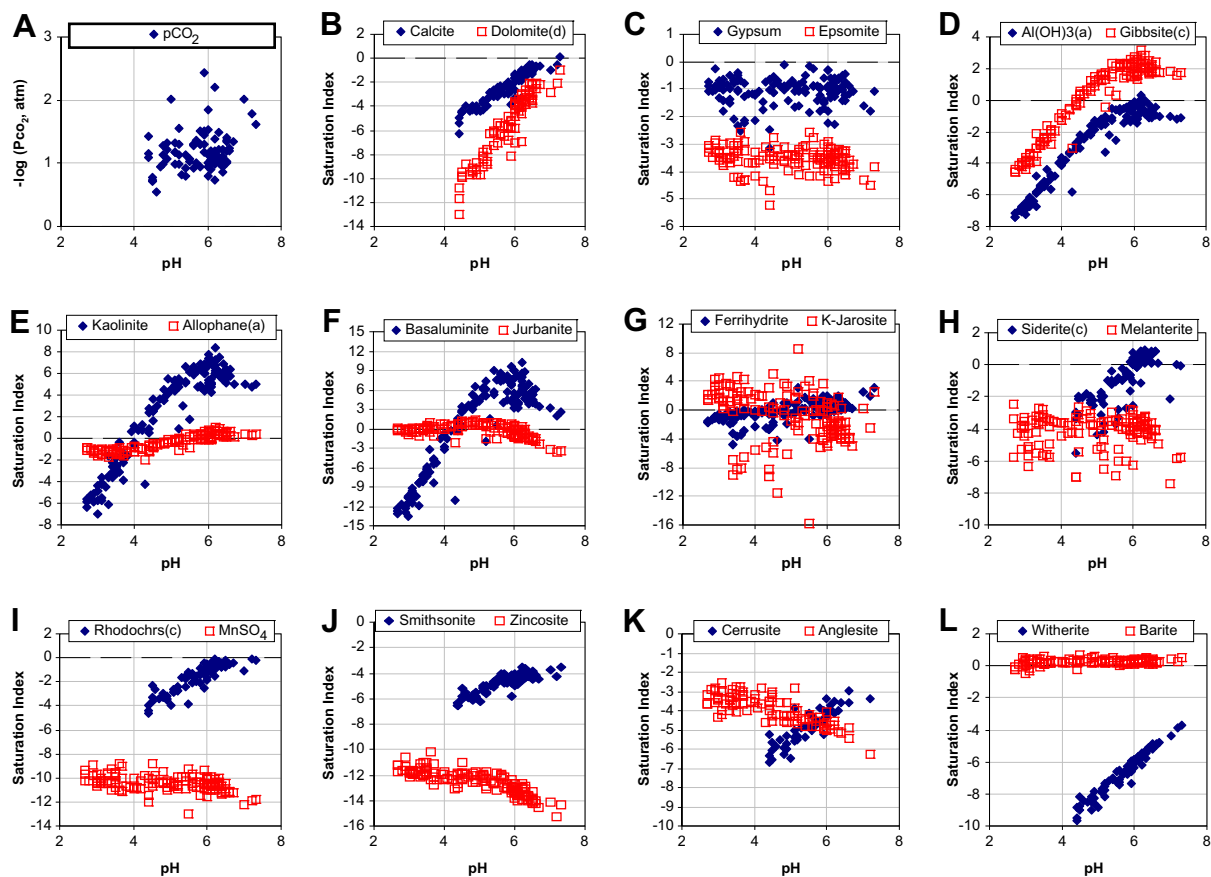 A
pCO2
-log (Pco2, atm)
3
2
1
0
2 4 6 8
pH
B
Calcite Dolomite(d)
Saturation Index
2
0
-2
-4
-6
-8
-10
-12
-14
2 4 6 8
pH
C
Gypsum Epsomite
Saturation Index
1
0
-1
-2
-3
-4
-5
-6
2 4 6 8
pH
D
Al(OH)3(a) Gibbsite(c)
Saturation Index
4
2
0
-2
-4
-6
-8
2 4 6 8
pH
E
Kaolinite Allophane(a)
Saturation Index
10
8
6
4
2
0
-2
-4
-6
-8
2 4 6 8
pH
F
Basaluminite Jurbanite
Saturation Index
15
12
9
6
3
0
-3
-6
-9
-12
-15
2 4 6 8
pH
G
Ferrihydrite K-Jarosite
Saturation Index
12
8
4
0
-4
-8
-12
-16
2 4 6 8
pH
H
Siderite(c) Melanterite
Saturation Index
2
0
-2
-4
-6
-8
-10
2 4 6 8
pH
I
Rhodochrs(c) MnSO4
Saturation Index
2
0
-2
-4
-6
-8
-10
-12
-14
2 4 6 8
pH
J
Smithsonite Zincosite
Saturation Index
0
-2
-4
-6
-8
-10
-12
-14
-16
2 4 6 8
pH
K
Cerrusite Anglesite
Saturation Index
0
-1
-2
-3
-4
-5
-6
-7
-8
-9
-10
2 4 6 8
pH
L
Witherite Barite
Saturation Index
2
0
-2
-4
-6
-8
-10
2 4 6 8
pH